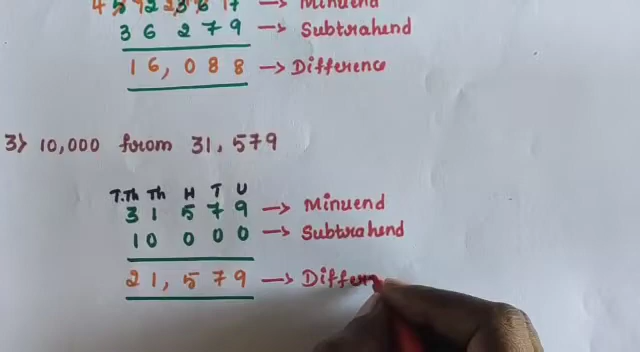 → Minuend
3 6 2 7 9 → Subtrahend
1 6, 0 8 8 → Difference
3) 10,000 from 31,579
T.Th Th H T U
3 1 5 7 9 → Minuend
1 0 0 0 0 → Subtrahend
2 1, 5 7 9 → Differen